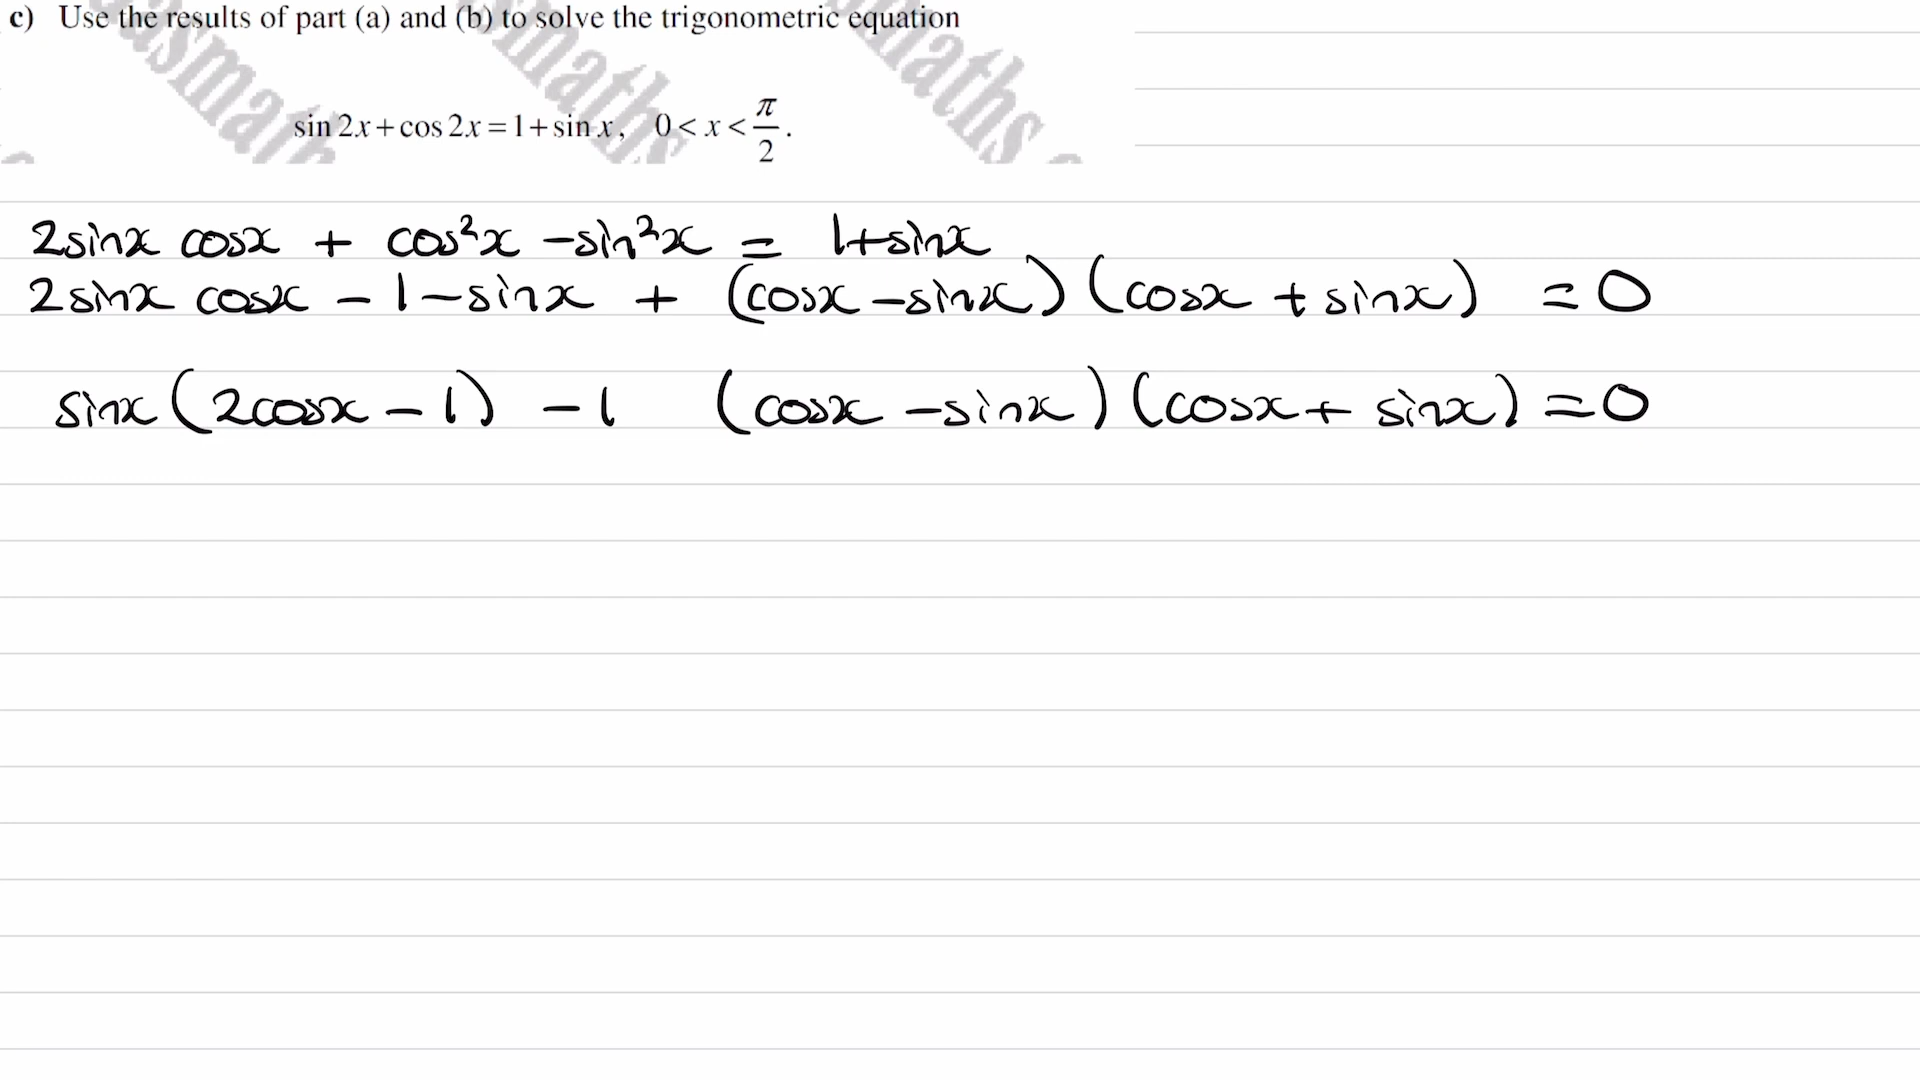 c) Use the results of part (a) and (b) to solve the trigonometric equation
sin 2x + cos 2x = 1 + sin x, 0 < x < π/2 .
2sinx cosx + cos²x - sin²x = 1+sinx
2sinx cosx - 1 - sinx + (cosx - sinx)(cosx + sinx) = 0
sinx(2cosx - 1) - 1 (cosx - sinx)(cosx + sinx) = 0